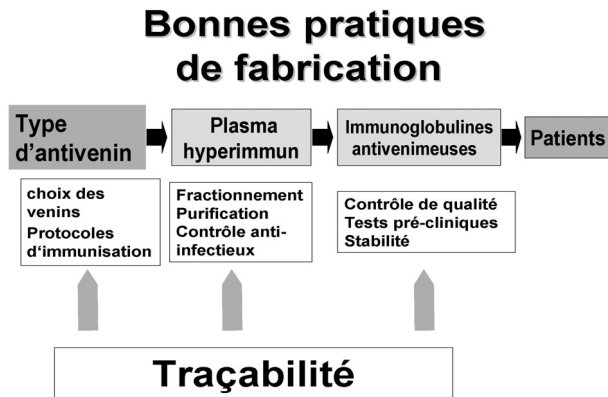 Bonnes pratiques
de fabrication
Type
d'antivenin
Plasma
hyperimmun
Immunoglobulines
antivenimeuses
Patients
choix des
venins
Protocoles
d'immunisation
Fractionnement
Purification
Contrôle anti-
infectieux
Contrôle de qualité
Tests pré-cliniques
Stabilité
Traçabilité